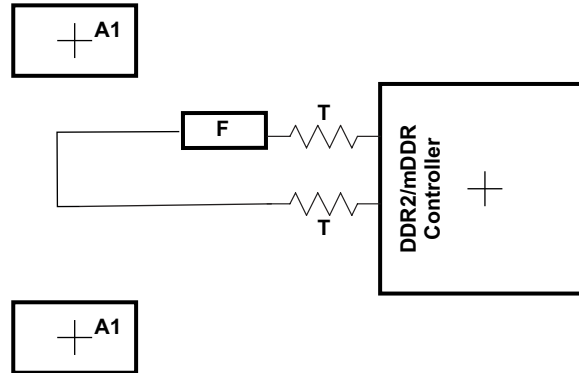 A1
F
T
T
DDR2/mDDR
Controller
A1